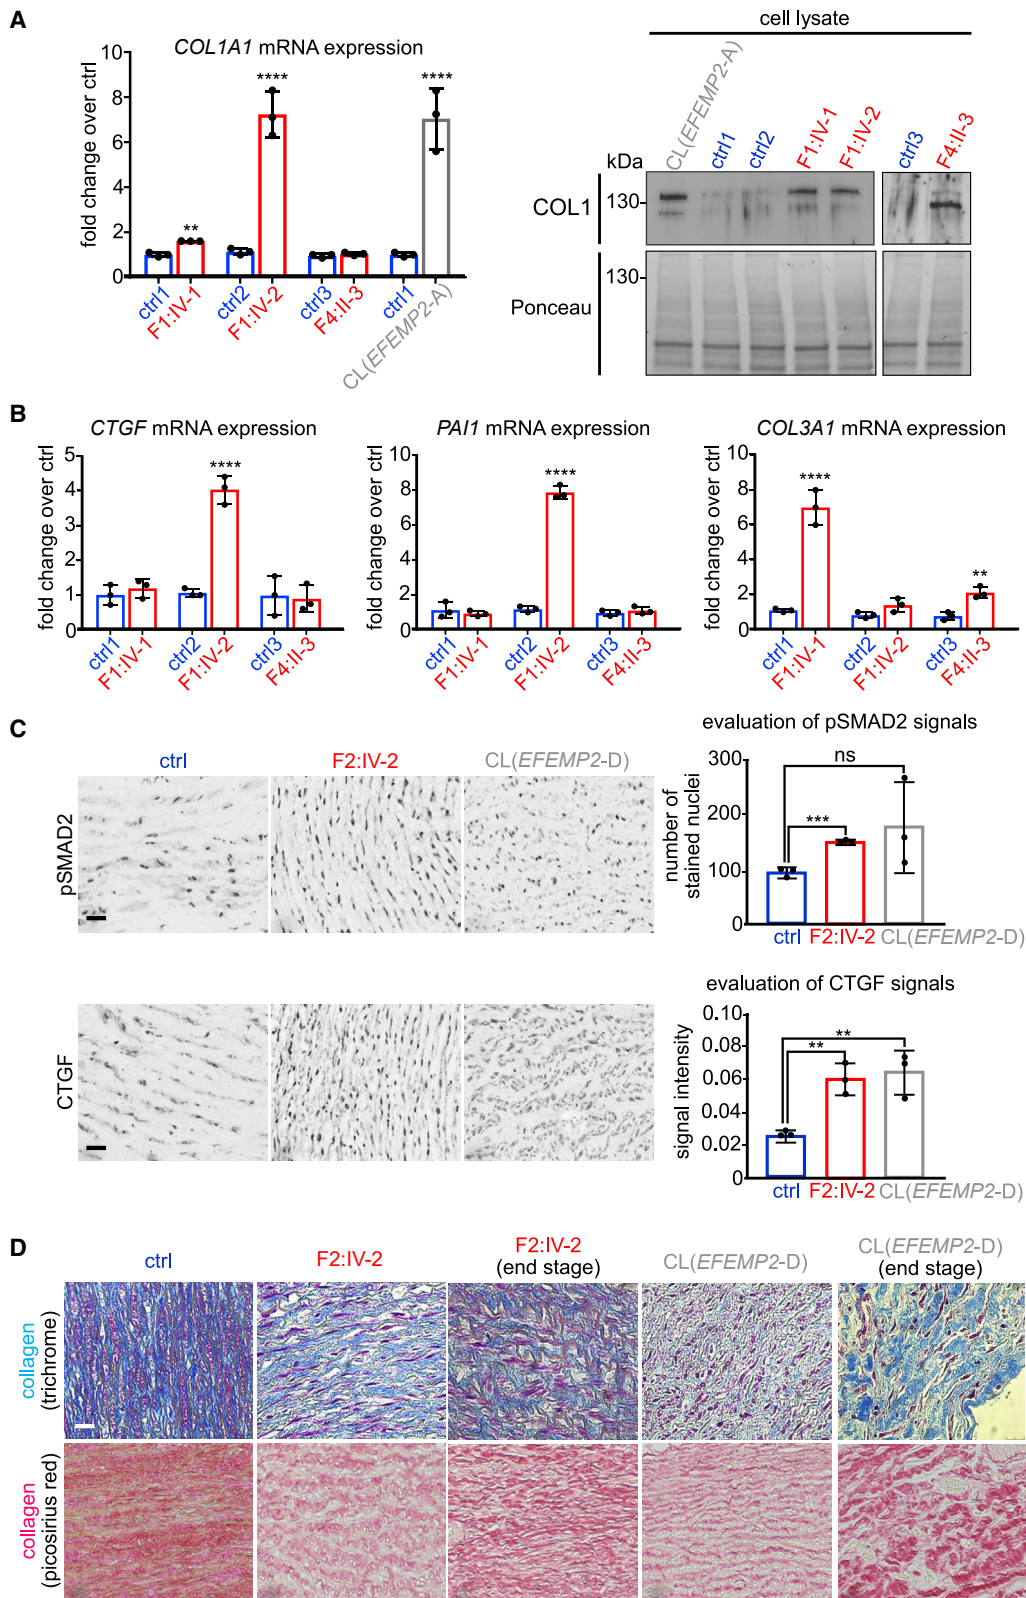 A
COL1A1 mRNA expression
fold change over ctrl
10
8
6
4
2
0
**
****
****
ctrl1
F1:IV-1
ctrl2
F1:IV-2
ctrl3
F4:II-3
ctrl1
CL(EFEMP2-A)
cell lysate
CL(EFEMP2-A)
ctrl1
ctrl2
F1:IV-1
F1:IV-2
ctrl3
F4:II-3
kDa
COL1
130
130
Ponceau
B
CTGF mRNA expression
fold change over ctrl
5
4
3
2
1
0
****
ctrl1
F1:IV-1
ctrl2
F1:IV-2
ctrl3
F4:II-3
PAI1 mRNA expression
fold change over ctrl
10
8
6
4
2
0
****
ctrl1
F1:IV-1
ctrl2
F1:IV-2
ctrl3
F4:II-3
COL3A1 mRNA expression
fold change over ctrl
10
8
6
4
2
0
****
**
ctrl1
F1:IV-1
ctrl2
F1:IV-2
ctrl3
F4:II-3
C
ctrl
F2:IV-2
CL(EFEMP2-D)
pSMAD2
evaluation of pSMAD2 signals
number of
stained nuclei
300
200
100
0
ns
***
ctrl
F2:IV-2
CL(EFEMP2-D)
CTGF
evaluation of CTGF signals
signal intensity
0.10
0.08
0.06
0.04
0.02
0
**
**
ctrl
F2:IV-2
CL(EFEMP2-D)
D
ctrl
F2:IV-2
F2:IV-2
(end stage)
CL(EFEMP2-D)
CL(EFEMP2-D)
(end stage)
collagen
(trichrome)
collagen
(picosirius red)